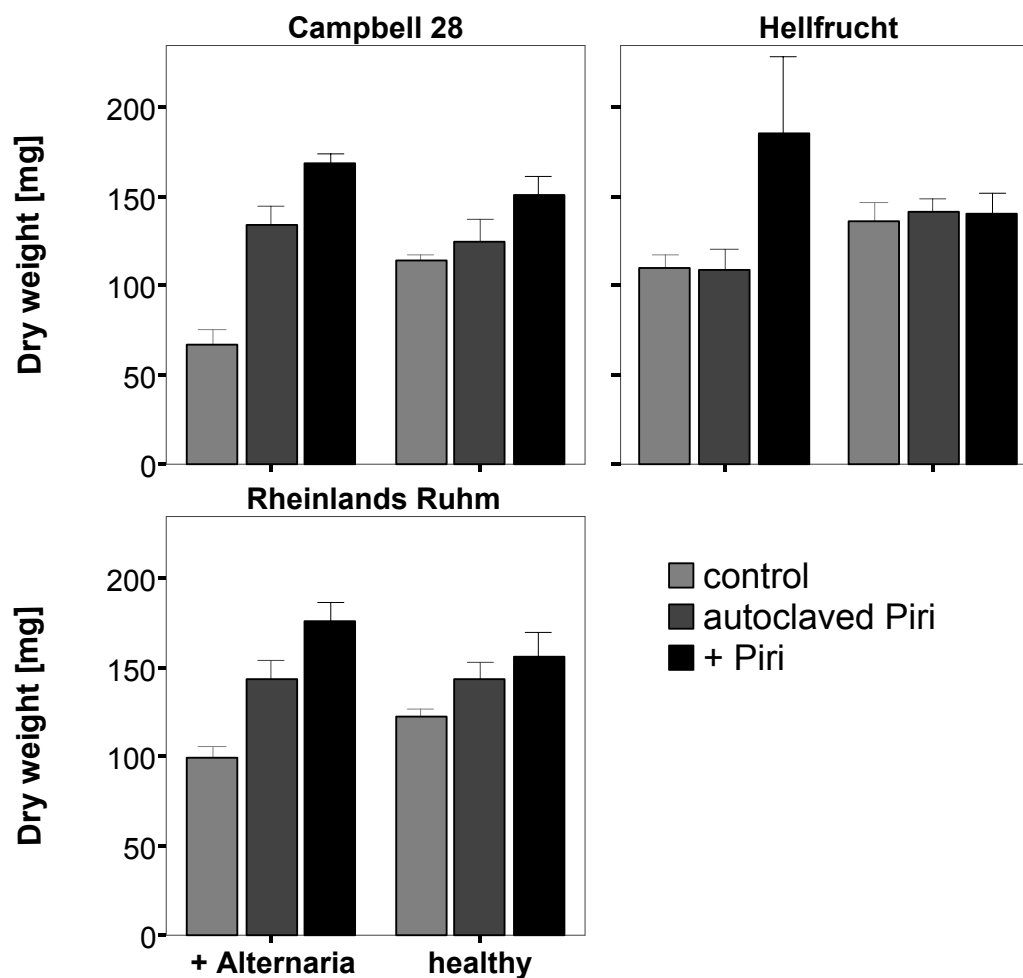 Campbell 28
Hellfrucht
Dry weight [mg]
200
150
100
50
0
Rheinlands Ruhm
Dry weight [mg]
200
150
100
50
0
+ Alternaria healthy
control
autoclaved Piri
+ Piri